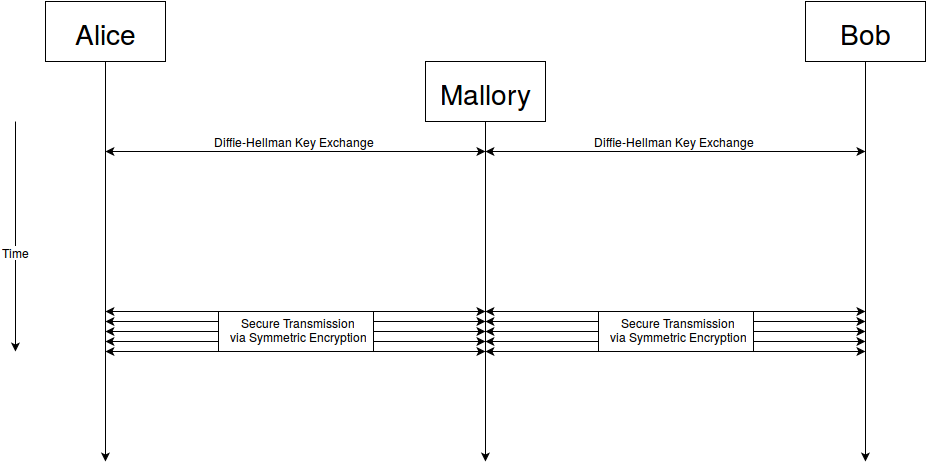 Alice
Bob
Mallory
Diffie-Hellman Key Exchange
Diffie-Hellman Key Exchange
Time
Secure Transmission
via Symmetric Encryption
Secure Transmission
via Symmetric Encryption